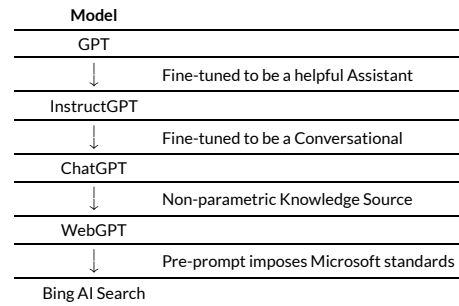 Model
GPT
Fine-tuned to be a helpful Assistant
InstructGPT
Fine-tuned to be a Conversational
ChatGPT
Non-parametric Knowledge Source
WebGPT
Pre-prompt imposes Microsoft standards
Bing AI Search